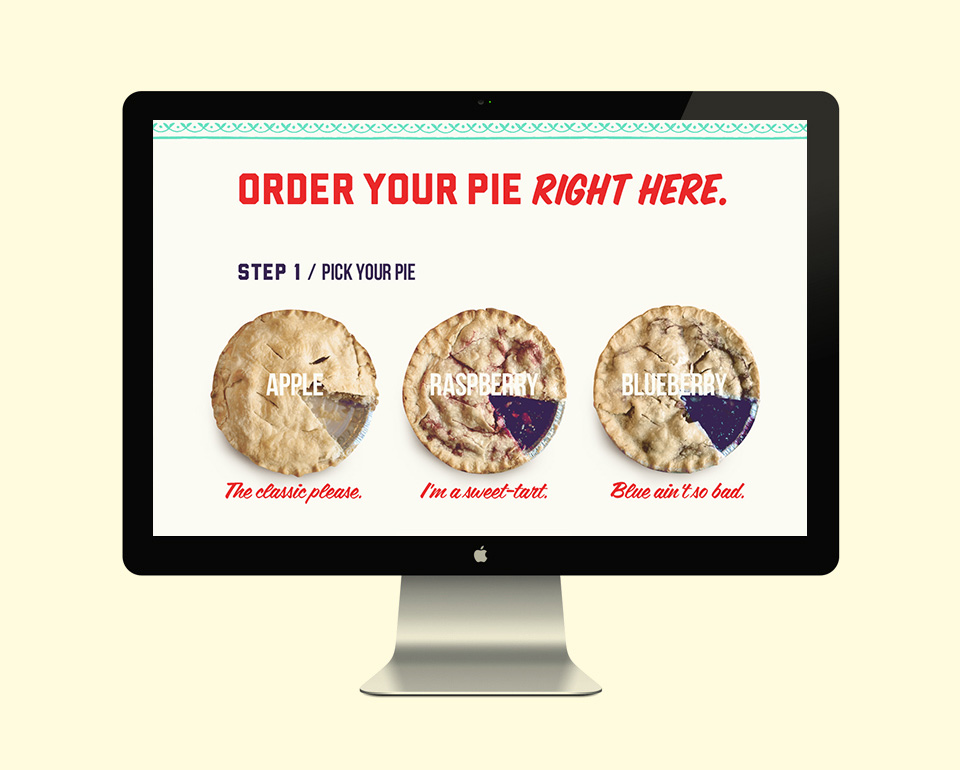 ORDER YOUR PIE RIGHT HERE.
STEP 1 / PICK YOUR PIE
APPLE RASPBERRY BLUEBERRY
The classic please. I'm a sweet-tart. Blue ain't so bad.